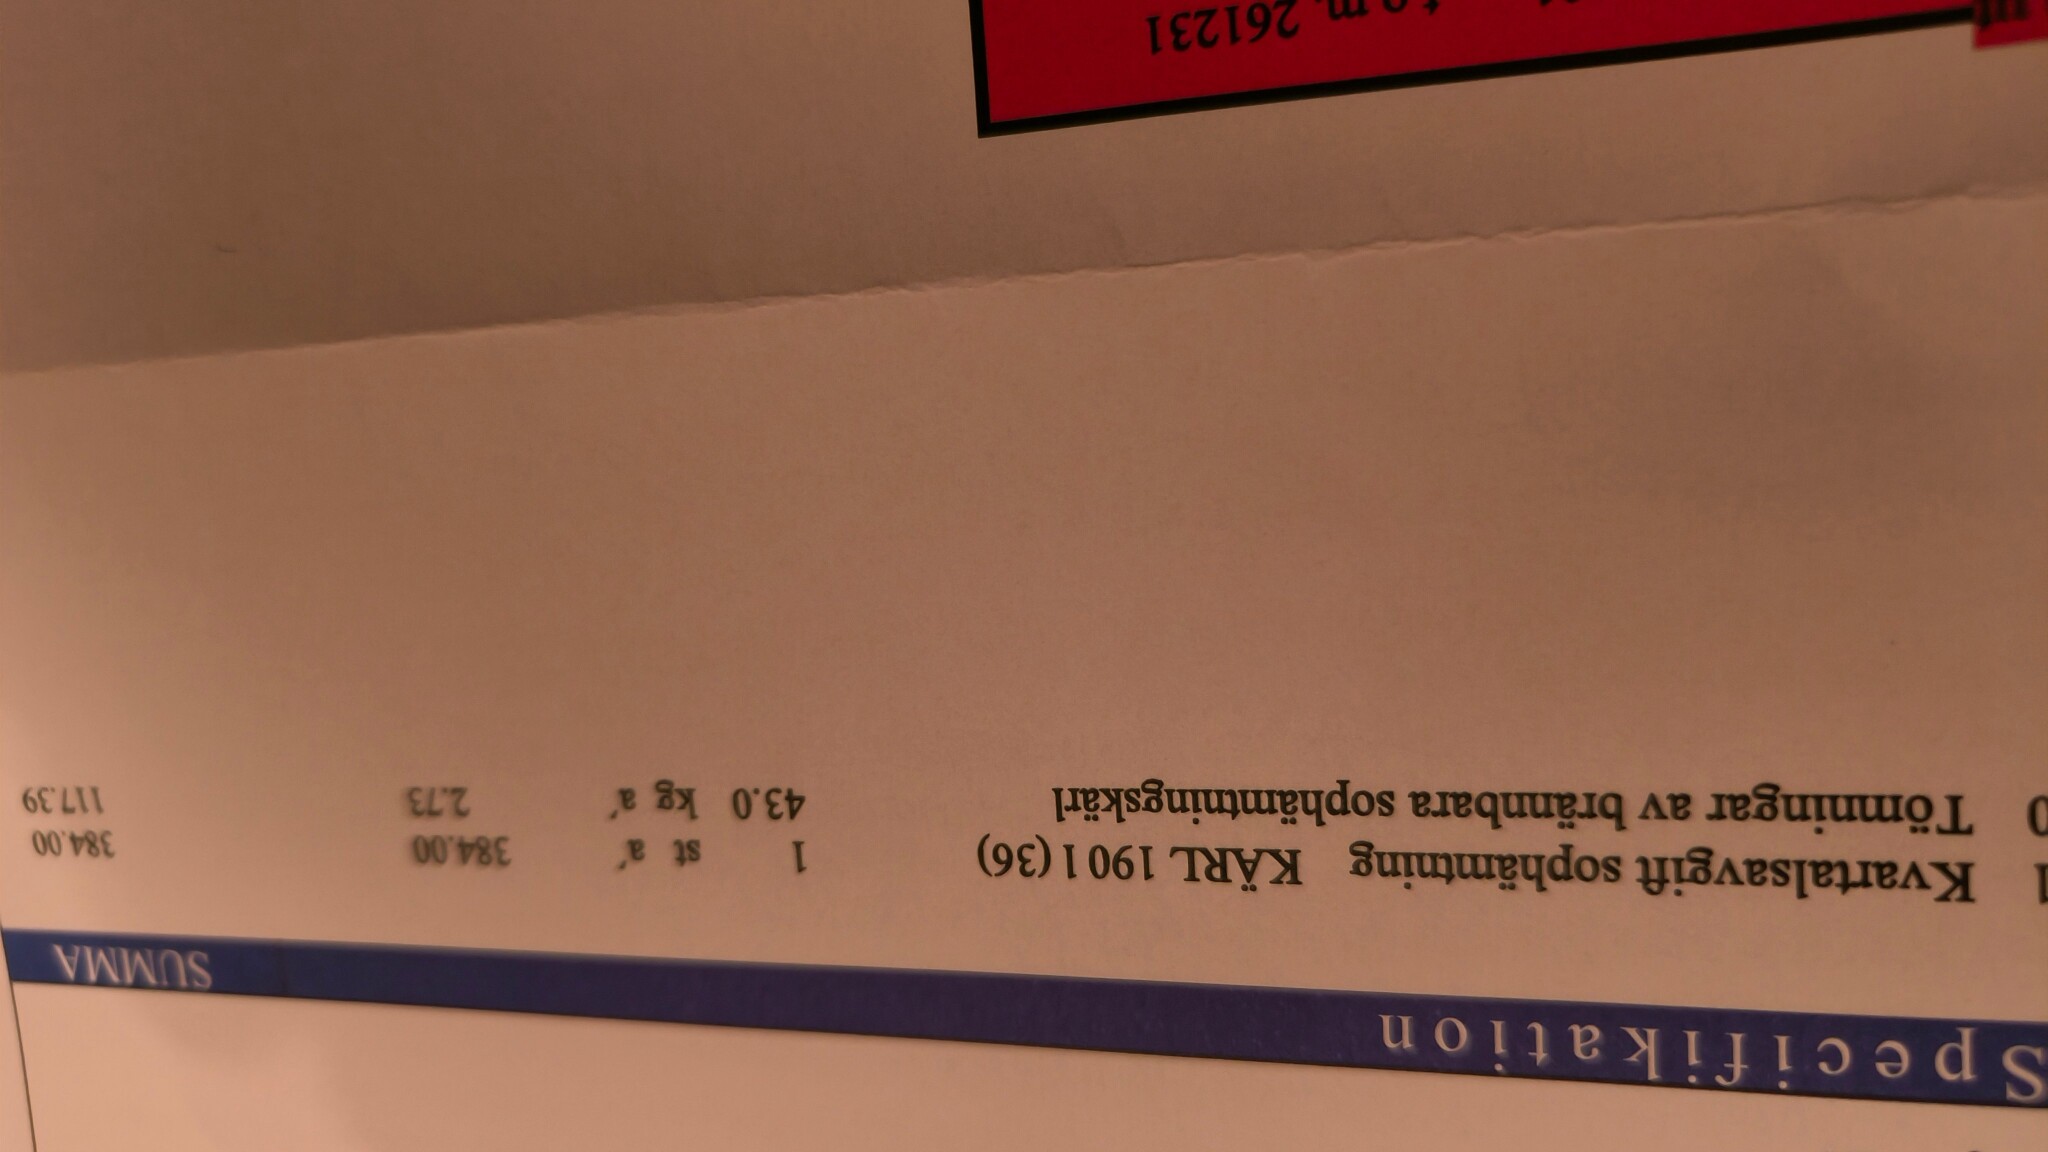 Specifikation SUMMA
Kvartalsavgift sophämtning KÄRL 190 l (36) 1 st a´ 384.00 384.00
Tömningar av brännbara sophämtningskärl 43.0 kg a´ 2.73 117.39
t o m. 261231